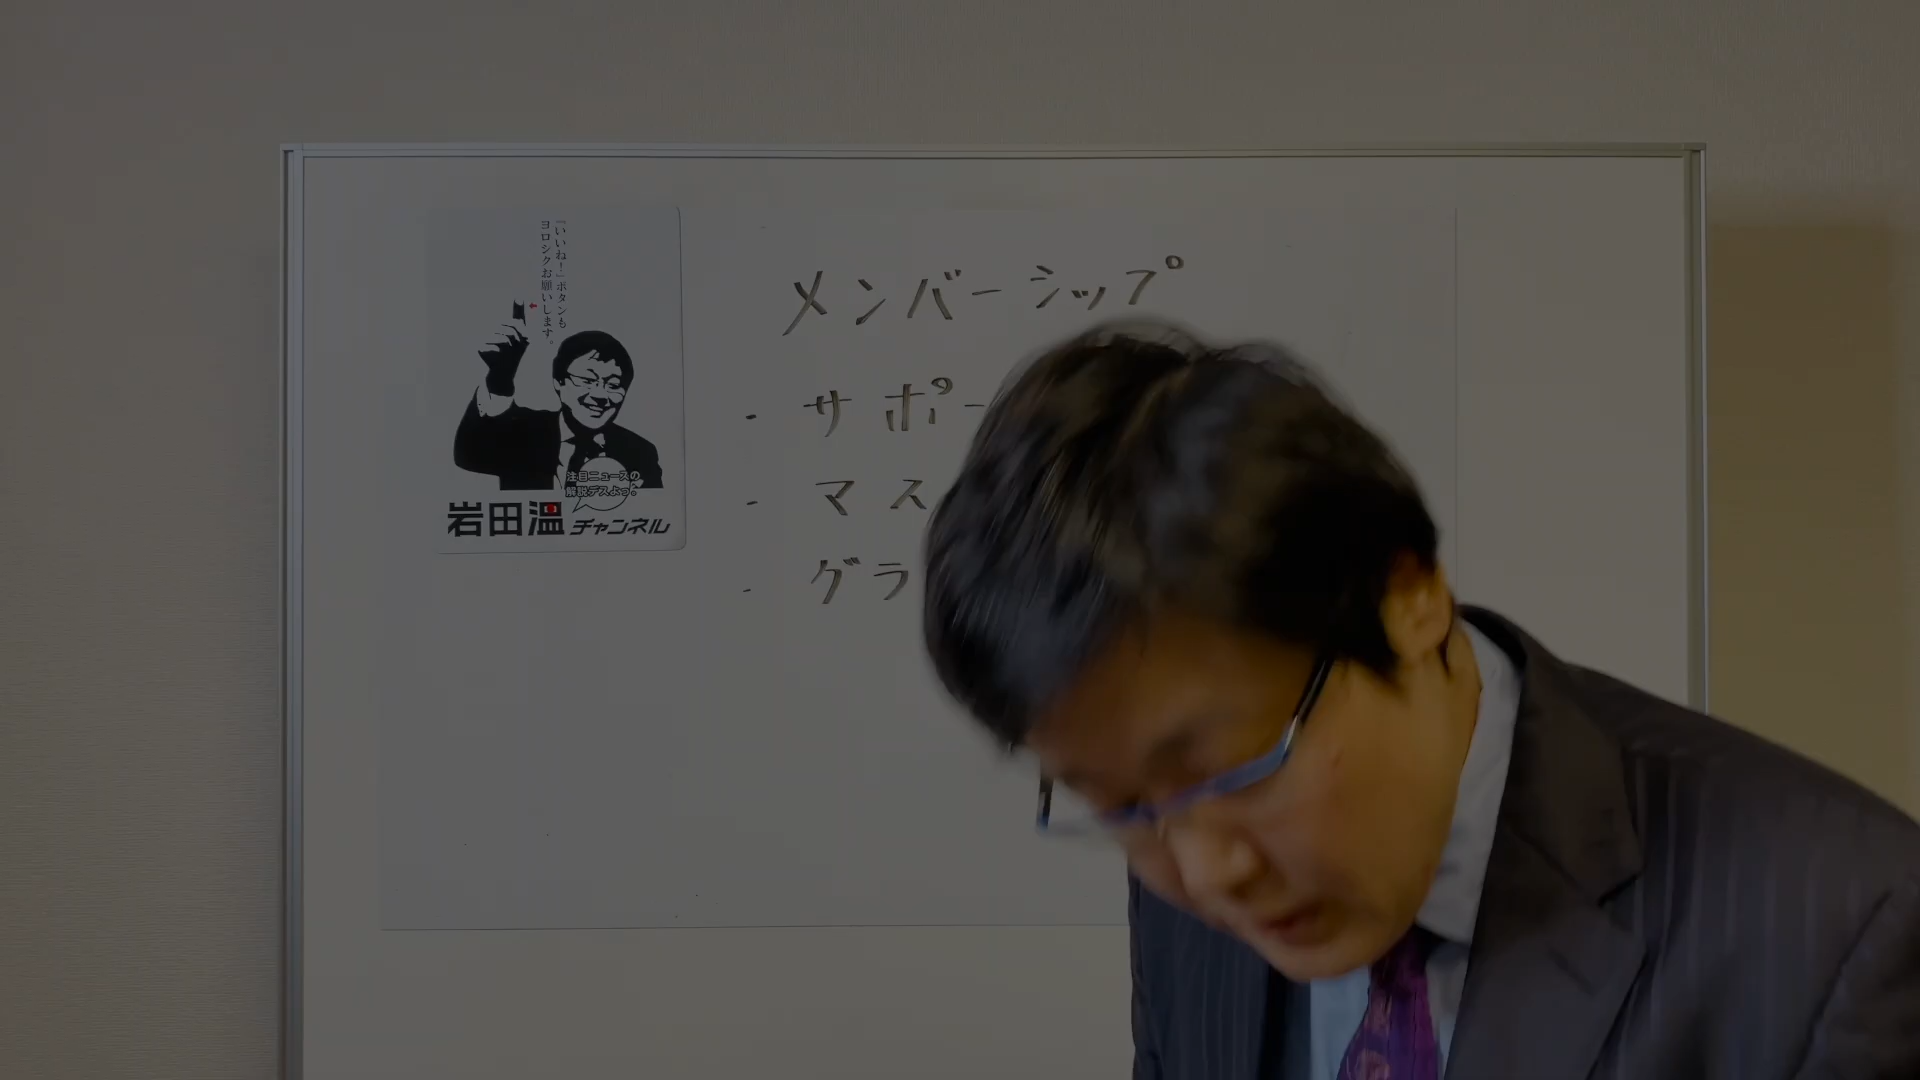 『いいね！』ボタンも
ヨロシクお願いします。
注目ニュースの
解説デスよっ！
岩田温チャンネル
メンバーシップ
・サポー
・マス
・グラ